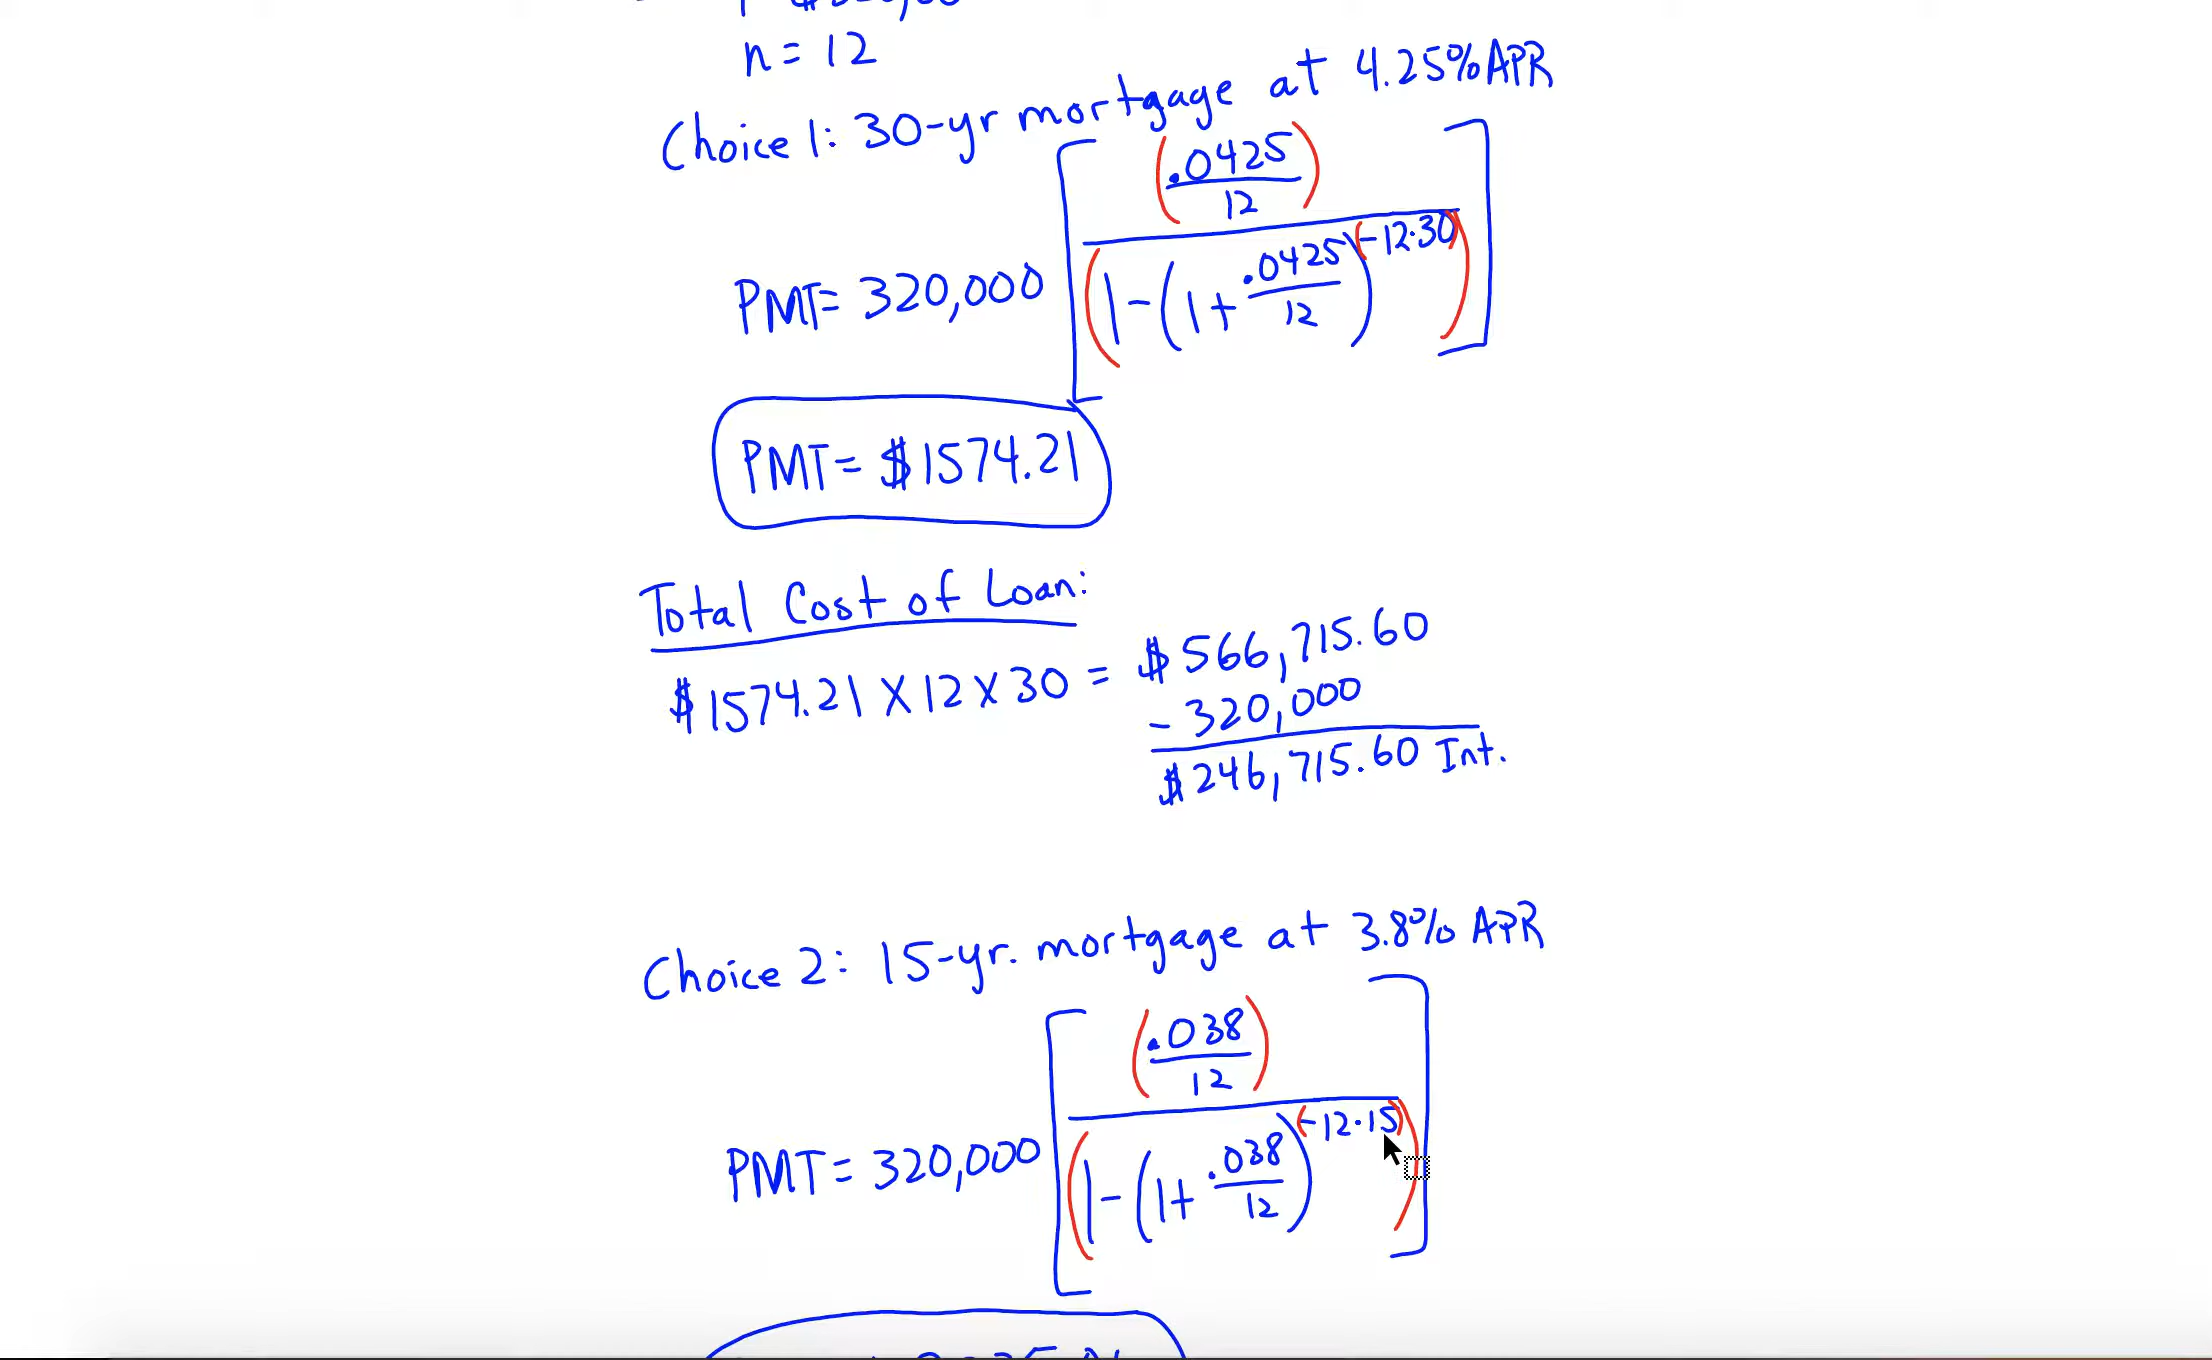 n = 12
Choice 1: 30-yr mortgage at 4.25% APR
PMT = 320,000 [ (.0425/12) / (1 - (1 + .0425/12)^(-12·30)) ]
PMT = $1574.21
Total Cost of Loan:
$1574.21 X 12 X 30 = $566,715.60
- 320,000
$246,715.60 Int.
Choice 2: 15-yr. mortgage at 3.8% APR
PMT = 320,000 [ (.038/12) / (1 - (1 + .038/12)^(-12·15)) ]